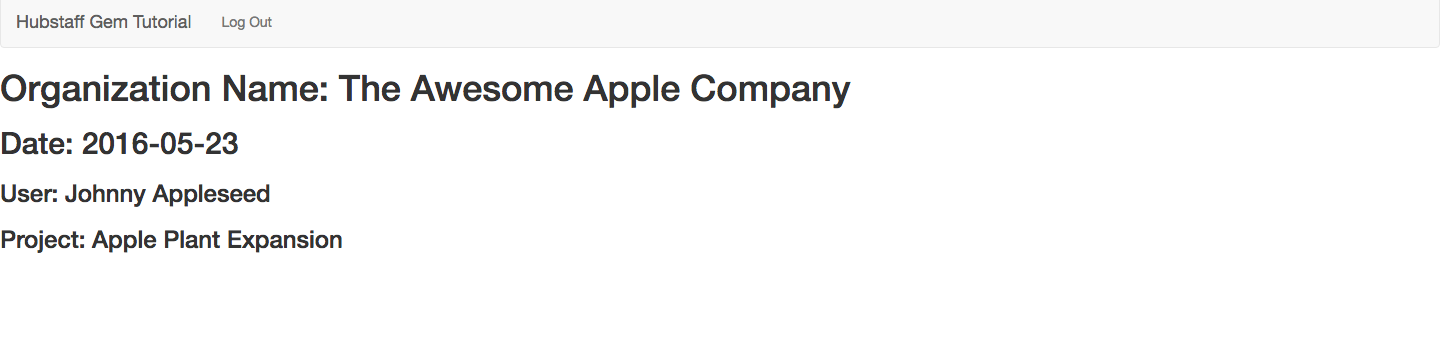 Hubstaff Gem Tutorial Log Out
Organization Name: The Awesome Apple Company
Date: 2016-05-23
User: Johnny Appleseed
Project: Apple Plant Expansion